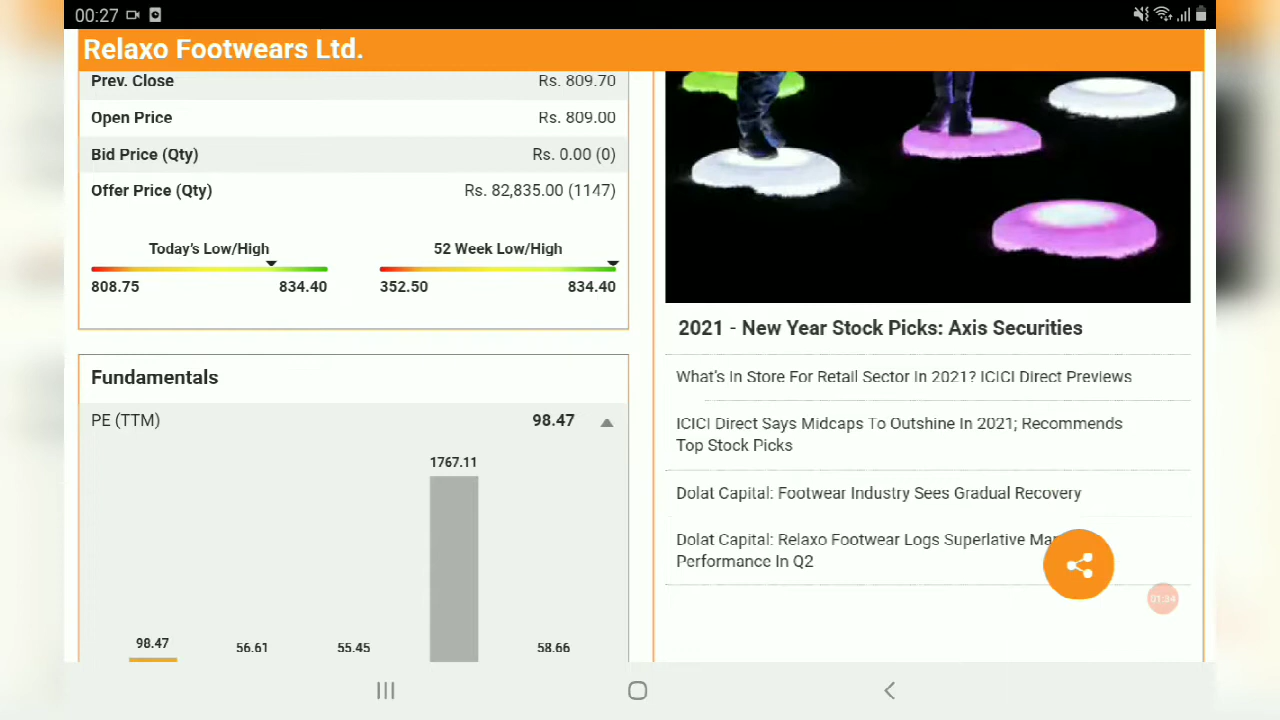 00:27
Relaxo Footwears Ltd.
Prev. Close Rs. 809.70
Open Price Rs. 809.00
Bid Price (Qty) Rs. 0.00 (0)
Offer Price (Qty) Rs. 82,835.00 (1147)
Today's Low/High 52 Week Low/High
808.75 834.40 352.50 834.40
Fundamentals
PE (TTM) 98.47
1767.11
98.47 56.61 55.45 58.66
2021 - New Year Stock Picks: Axis Securities
What's In Store For Retail Sector In 2021? ICICI Direct Previews
ICICI Direct Says Midcaps To Outshine In 2021; Recommends
Top Stock Picks
Dolat Capital: Footwear Industry Sees Gradual Recovery
Dolat Capital: Relaxo Footwear Logs Superlative
Performance In Q2
01:34